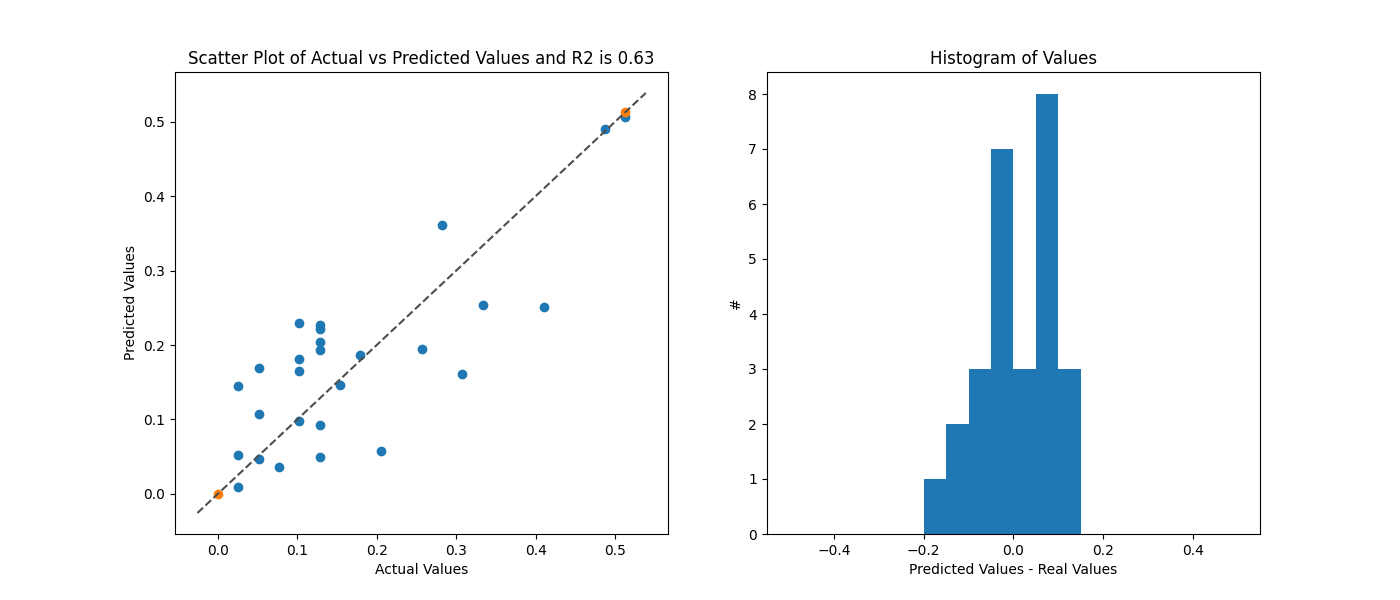 Scatter Plot of Actual vs Predicted Values and R2 is 0.63
0.5
0.4
0.3
0.2
0.1
0.0
Predicted Values
0.0 0.1 0.2 0.3 0.4 0.5
Actual Values
Histogram of Values
8
7
6
5
4
3
2
1
0
#
−0.4 −0.2 0.0 0.2 0.4
Predicted Values - Real Values